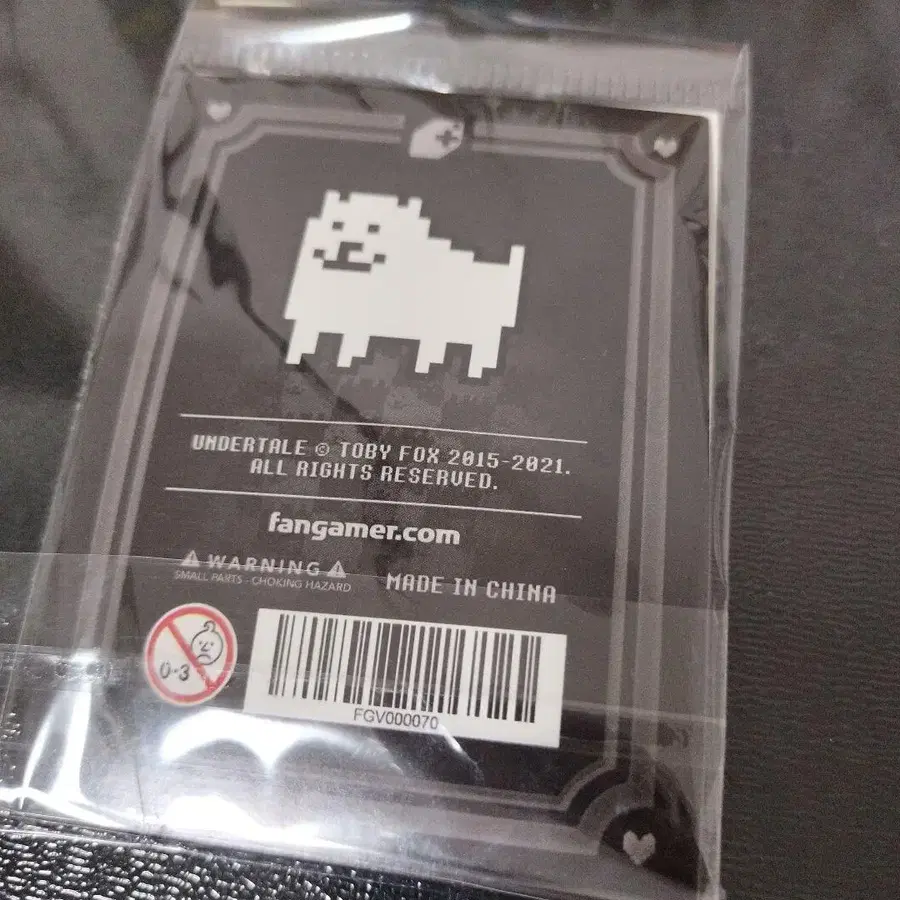 UNDERTALE © TOBY FOX 2015-2021.
ALL RIGHTS RESERVED.
fangamer.com
WARNING
SMALL PARTS - CHOKING HAZARD
MADE IN CHINA
0-3
FGV000070